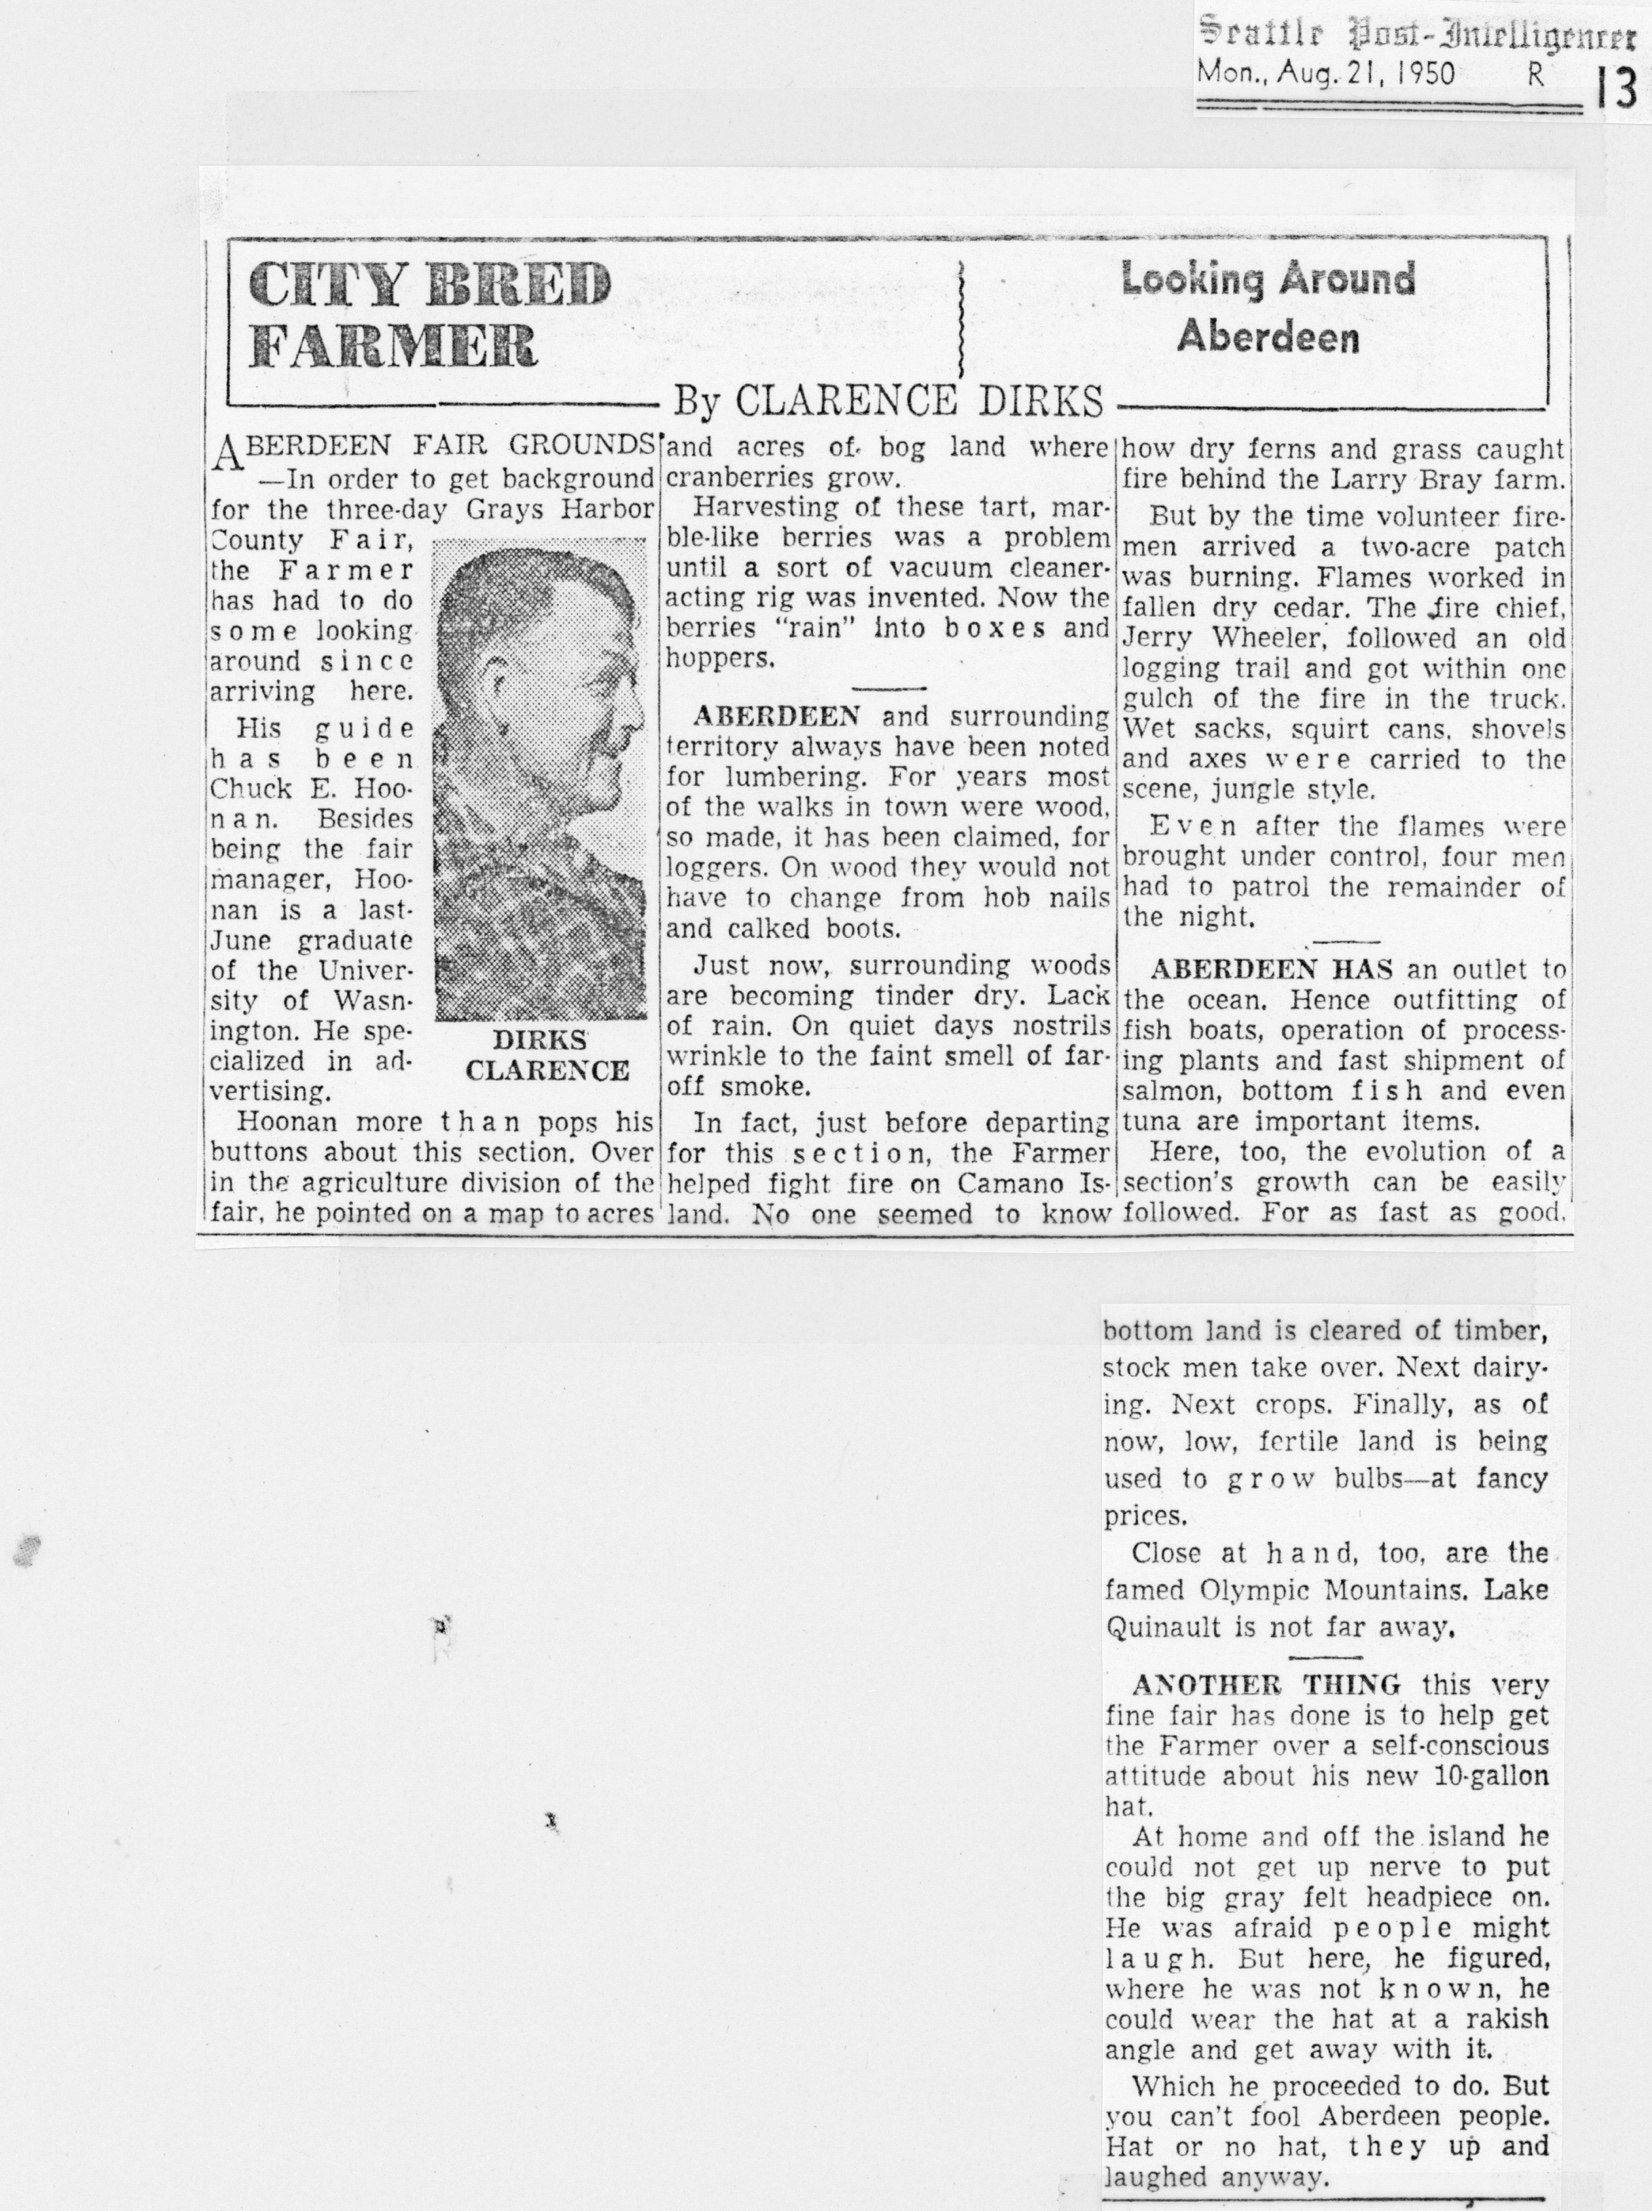 Seattle Post-Intelligencer
Mon., Aug. 21, 1950 R 13
CITY BRED
FARMER
Looking Around
Aberdeen
By CLARENCE DIRKS
ABERDEEN FAIR GROUNDS
—In order to get background
for the three-day Grays Harbor
County Fair,
the Farmer
has had to do
some looking
around since
arriving here.
His guide
has been
Chuck E. Hoo-
nan. Besides
being the fair
manager, Hoo-
nan is a last-
June graduate
of the Univer-
sity of Wasn-
ington. He spe-
cialized in ad-
vertising.
DIRKS
CLARENCE
Hoonan more than pops his
buttons about this section. Over
in the agriculture division of the
fair, he pointed on a map to acres
and acres of bog land where
cranberries grow.
Harvesting of these tart, mar-
ble-like berries was a problem
until a sort of vacuum cleaner-
acting rig was invented. Now the
berries "rain" into boxes and
hoppers.
ABERDEEN and surrounding
territory always have been noted
for lumbering. For years most
of the walks in town were wood,
so made, it has been claimed, for
loggers. On wood they would not
have to change from hob nails
and calked boots.
Just now, surrounding woods
are becoming tinder dry. Lack
of rain. On quiet days nostrils
wrinkle to the faint smell of far-
off smoke.
In fact, just before departing
for this section, the Farmer
helped fight fire on Camano Is-
land. No one seemed to know
how dry ferns and grass caught
fire behind the Larry Bray farm.
But by the time volunteer fire-
men arrived a two-acre patch
was burning. Flames worked in
fallen dry cedar. The fire chief,
Jerry Wheeler, followed an old
logging trail and got within one
gulch of the fire in the truck.
Wet sacks, squirt cans, shovels
and axes were carried to the
scene, jungle style.
Even after the flames were
brought under control, four men
had to patrol the remainder of
the night.
ABERDEEN HAS an outlet to
the ocean. Hence outfitting of
fish boats, operation of process-
ing plants and fast shipment of
salmon, bottom fish and even
tuna are important items.
Here, too, the evolution of a
section's growth can be easily
followed. For as fast as good,
bottom land is cleared of timber,
stock men take over. Next dairy-
ing. Next crops. Finally, as of
now, low, fertile land is being
used to grow bulbs—at fancy
prices.
Close at hand, too, are the
famed Olympic Mountains. Lake
Quinault is not far away.
ANOTHER THING this very
fine fair has done is to help get
the Farmer over a self-conscious
attitude about his new 10-gallon
hat.
At home and off the island he
could not get up nerve to put
the big gray felt headpiece on.
He was afraid people might
laugh. But here, he figured,
where he was not known, he
could wear the hat at a rakish
angle and get away with it.
Which he proceeded to do. But
you can't fool Aberdeen people.
Hat or no hat, they up and
laughed anyway.